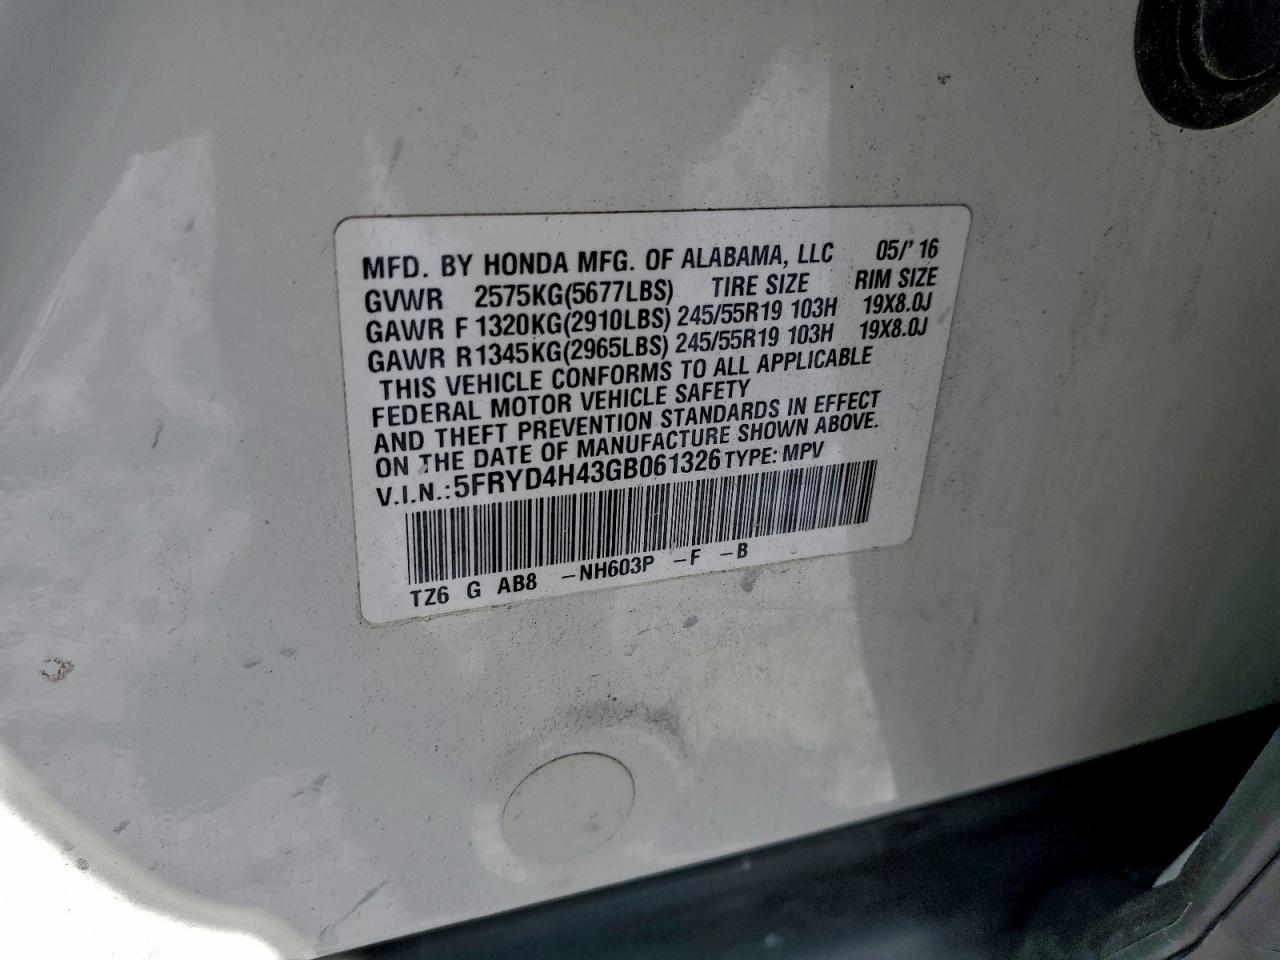 MFD. BY HONDA MFG. OF ALABAMA, LLC 05/' 16
GVWR 2575KG(5677LBS) TIRE SIZE RIM SIZE
GAWR F 1320KG(2910LBS) 245/55R19 103H 19X8.0J
GAWR R 1345KG(2965LBS) 245/55R19 103H 19X8.0J
THIS VEHICLE CONFORMS TO ALL APPLICABLE
FEDERAL MOTOR VEHICLE SAFETY
AND THEFT PREVENTION STANDARDS IN EFFECT
ON THE DATE OF MANUFACTURE SHOWN ABOVE.
V.I.N.: 5FRYD4H43GB061326 TYPE: MPV
TZ6 G AB8 -NH603P -F -B